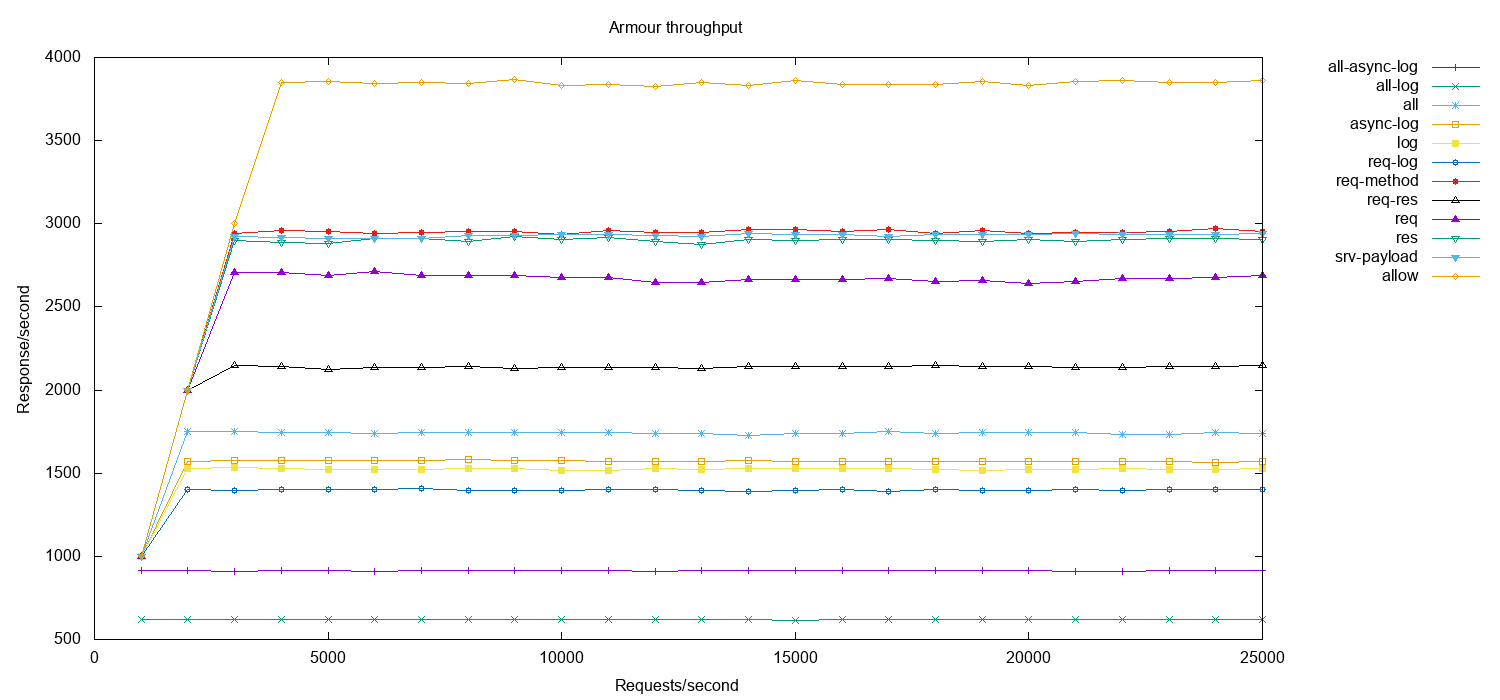 Armour throughput
4000
3500
3000
2500
2000
1500
1000
500
Response/second
0
5000
10000
15000
20000
25000
Requests/second
all-async-log
all-log
all
async-log
log
req-log
req-method
req-res
req
res
srv-payload
allow